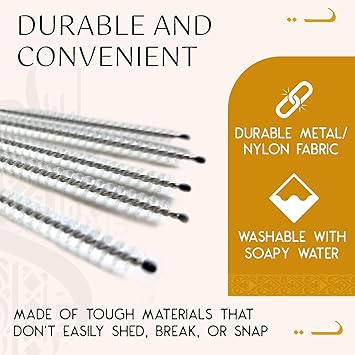 DURABLE AND
CONVENIENT
DURABLE METAL/
NYLON FABRIC
WASHABLE WITH
SOAPY WATER
MADE OF TOUGH MATERIALS THAT
DON'T EASILY SHED, BREAK, OR SNAP